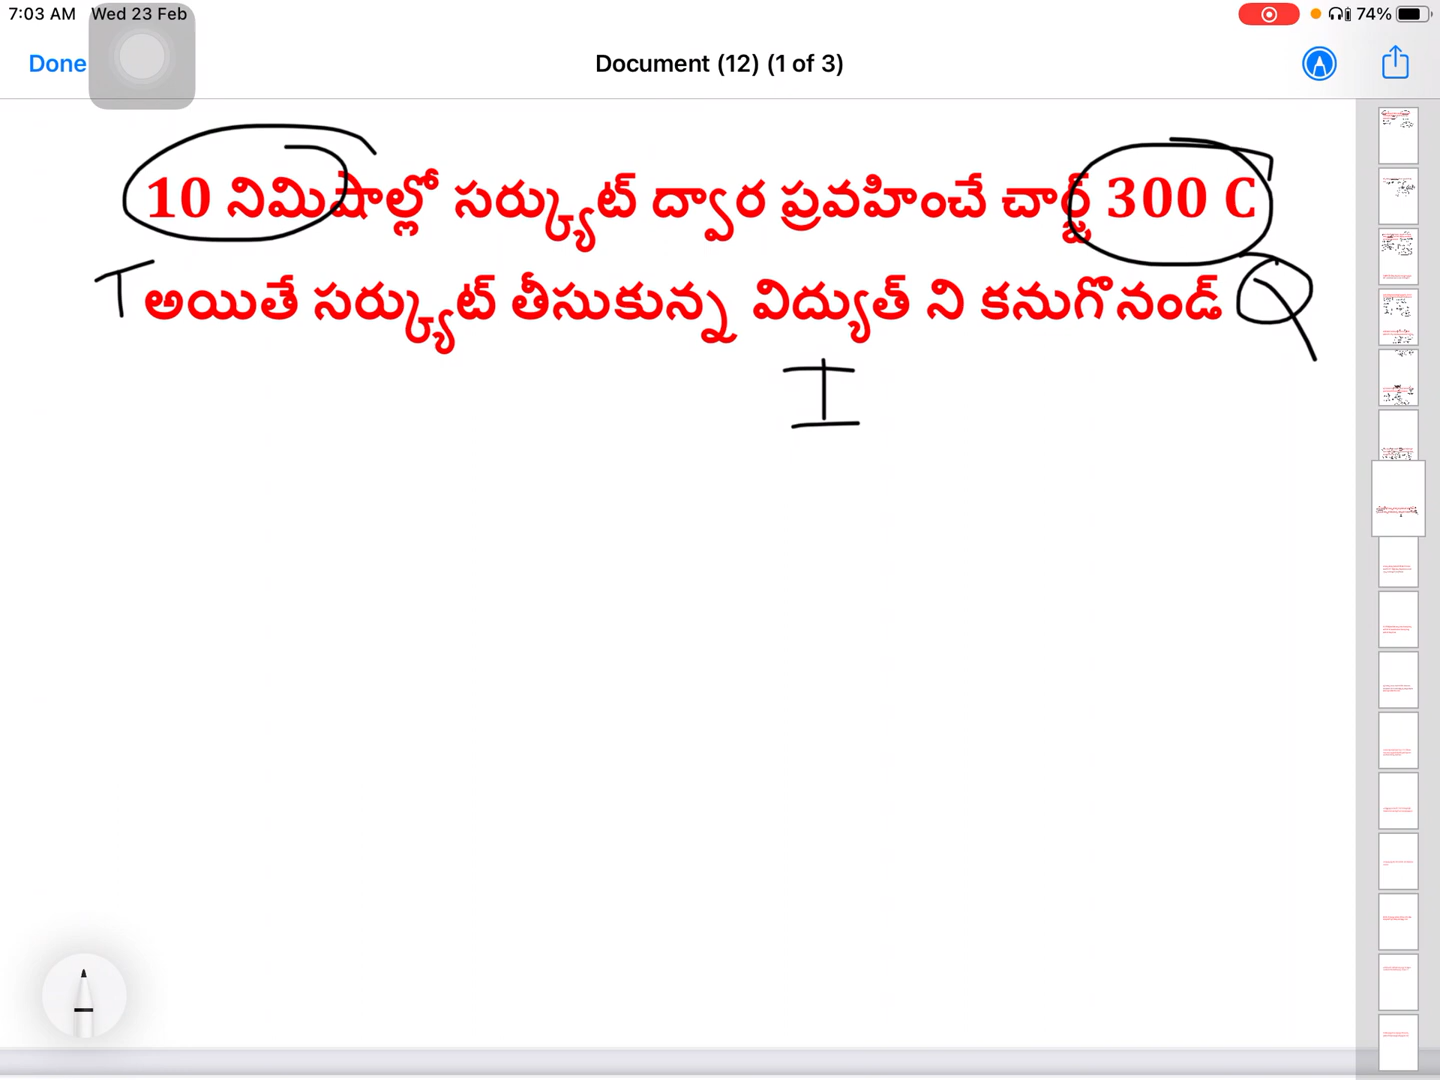 7:03 AM Wed 23 Feb 74%
Done Document (12) (1 of 3)
10 నిమిషాల్లో సర్క్యుట్ ద్వార ప్రవహించే చార్జ్ 300 C
T అయితే సర్క్యుట్ తీసుకున్న విద్యుత్ ని కనుగొనండ్ Q
I